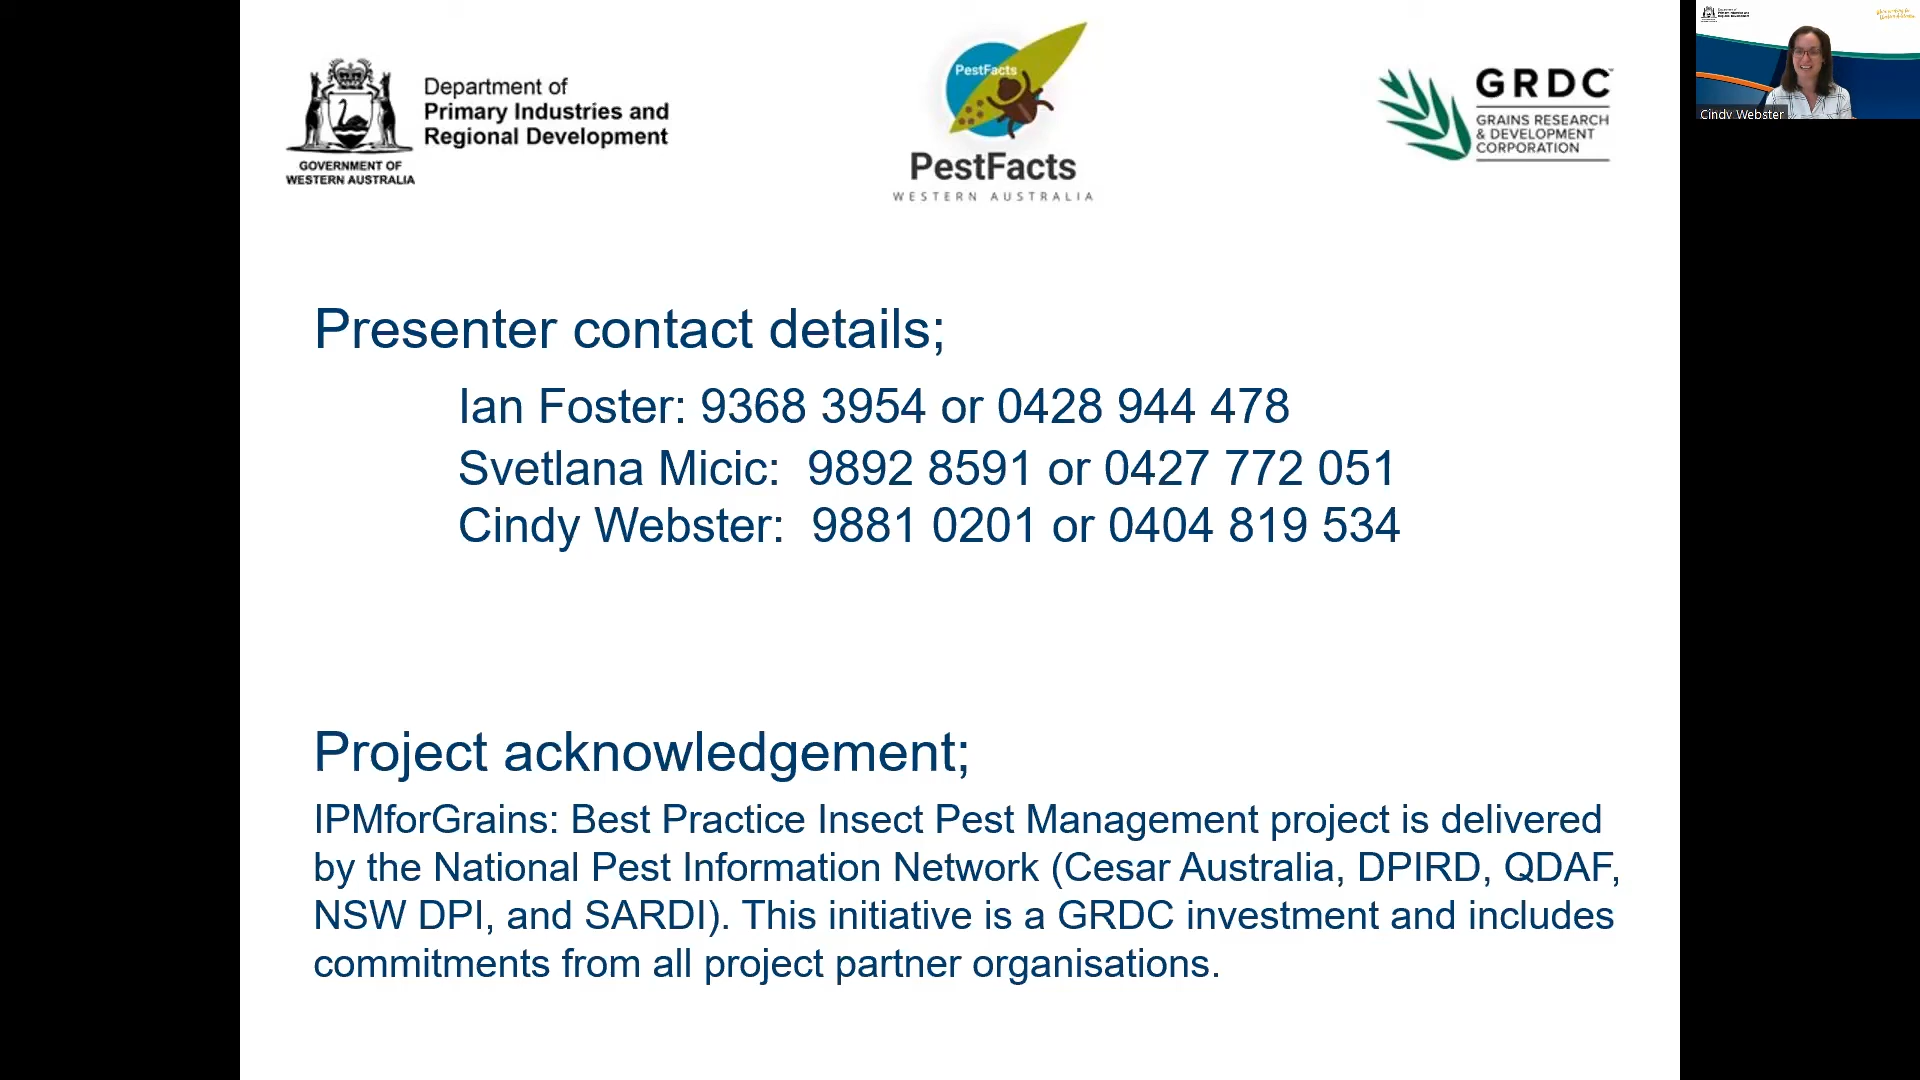 Department of
Primary Industries and
Regional Development
GOVERNMENT OF
WESTERN AUSTRALIA
PestFacts
PestFacts
WESTERN AUSTRALIA
GRDC
GRAINS RESEARCH
& DEVELOPMENT
CORPORATION
Cindy Webster
Presenter contact details;
Ian Foster: 9368 3954 or 0428 944 478
Svetlana Micic: 9892 8591 or 0427 772 051
Cindy Webster: 9881 0201 or 0404 819 534
Project acknowledgement;
IPMforGrains: Best Practice Insect Pest Management project is delivered
by the National Pest Information Network (Cesar Australia, DPIRD, QDAF,
NSW DPI, and SARDI). This initiative is a GRDC investment and includes
commitments from all project partner organisations.